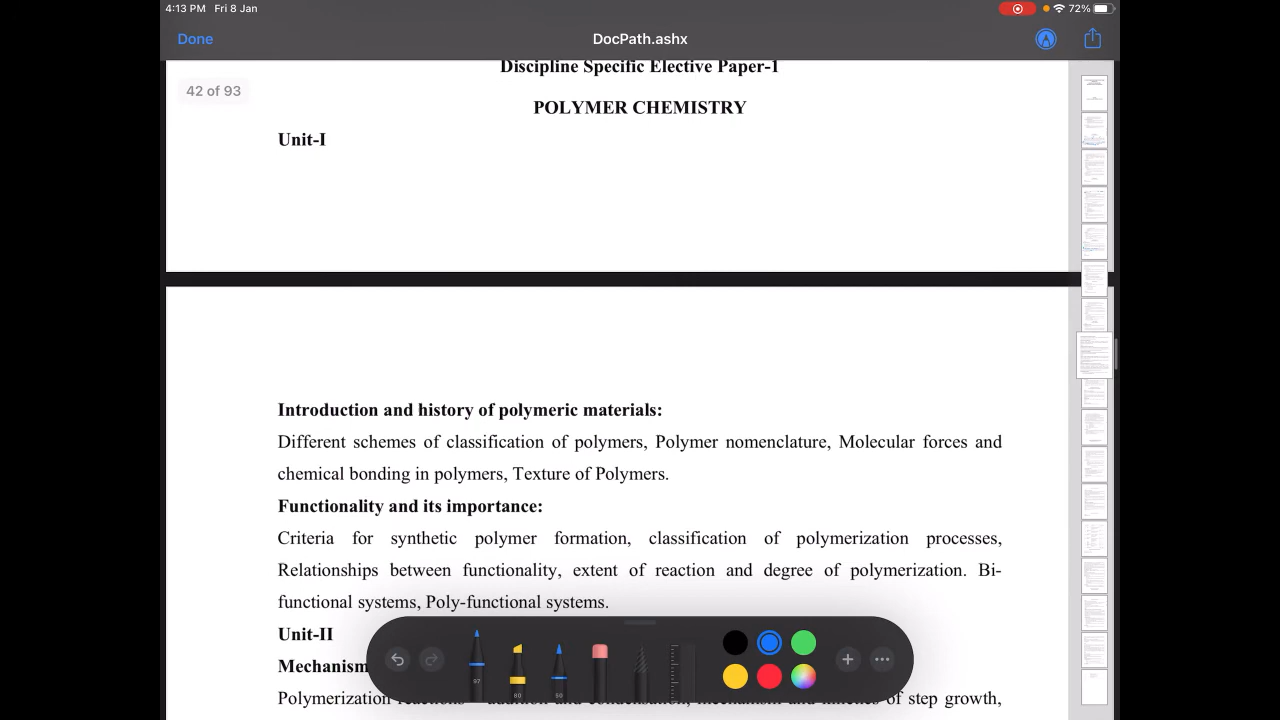 4:13 PM Fri 8 Jan 72%
Done DocPath.ashx
Discipline Specific Elective Paper-1
42 of 93
POLYMER CHEMISTRY
Unit-I
Introduction and history of polymeric materials:
Different schemes of classification of polymers, Polymer nomenclature, Molecular forces and
chemical bonding in polymers, Texture of Polymers.
Functionality and its importance:
Criteria for synthetic polymer formation, classification of polymerization processes,
Relationships between functionality, extent of reaction and degree of polymerization. Bi-
functional systems, Poly-functional systems.
Unit-II
Mechanism
80 50
Polymerization of step growth,